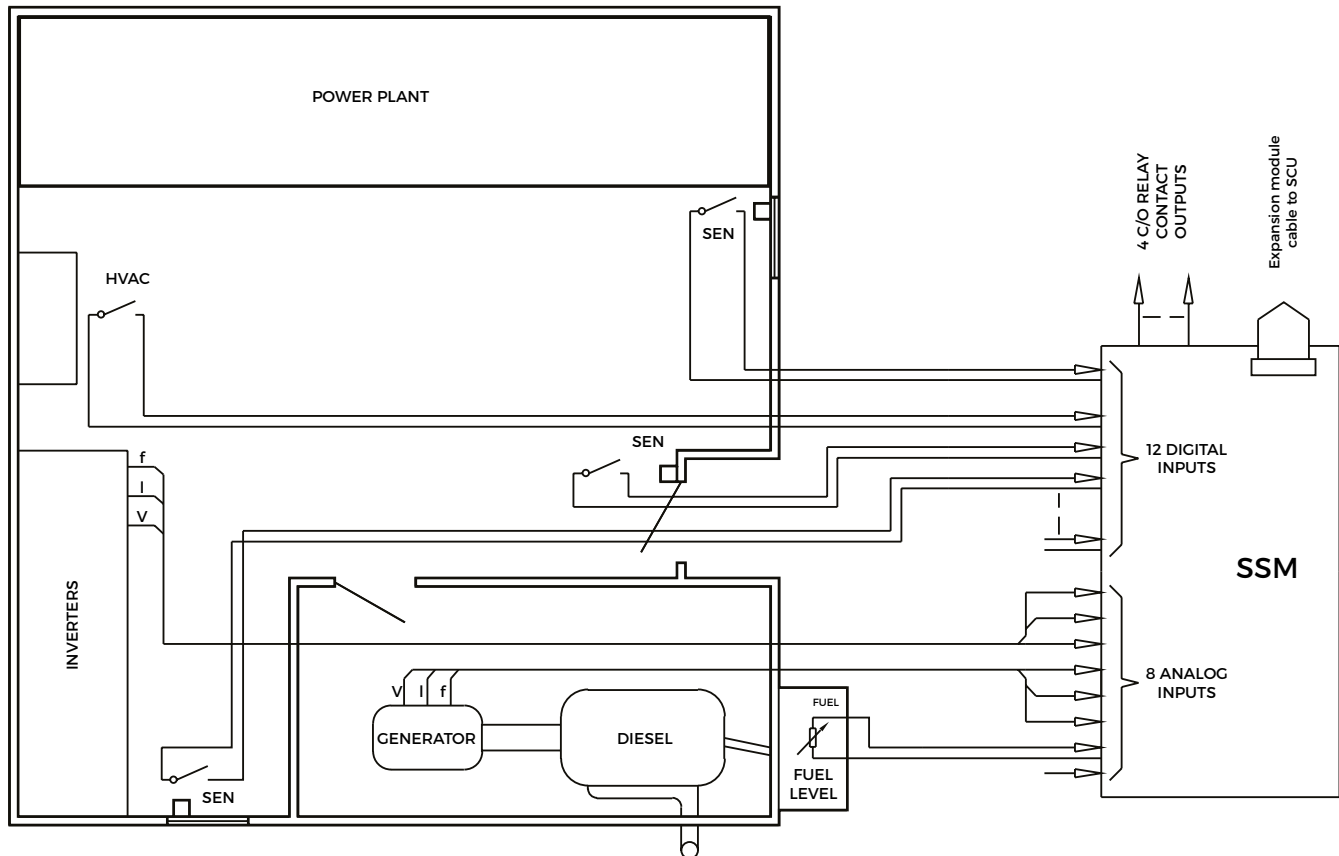 POWER PLANT
4 C/O RELAY
CONTACT
OUTPUTS
Expansion module
cable to SCU
SEN
HVAC
SEN
12 DIGITAL
INPUTS
f
I
V
SSM
INVERTERS
8 ANALOG
INPUTS
V I f
FUEL
GENERATOR
DIESEL
FUEL
LEVEL
SEN